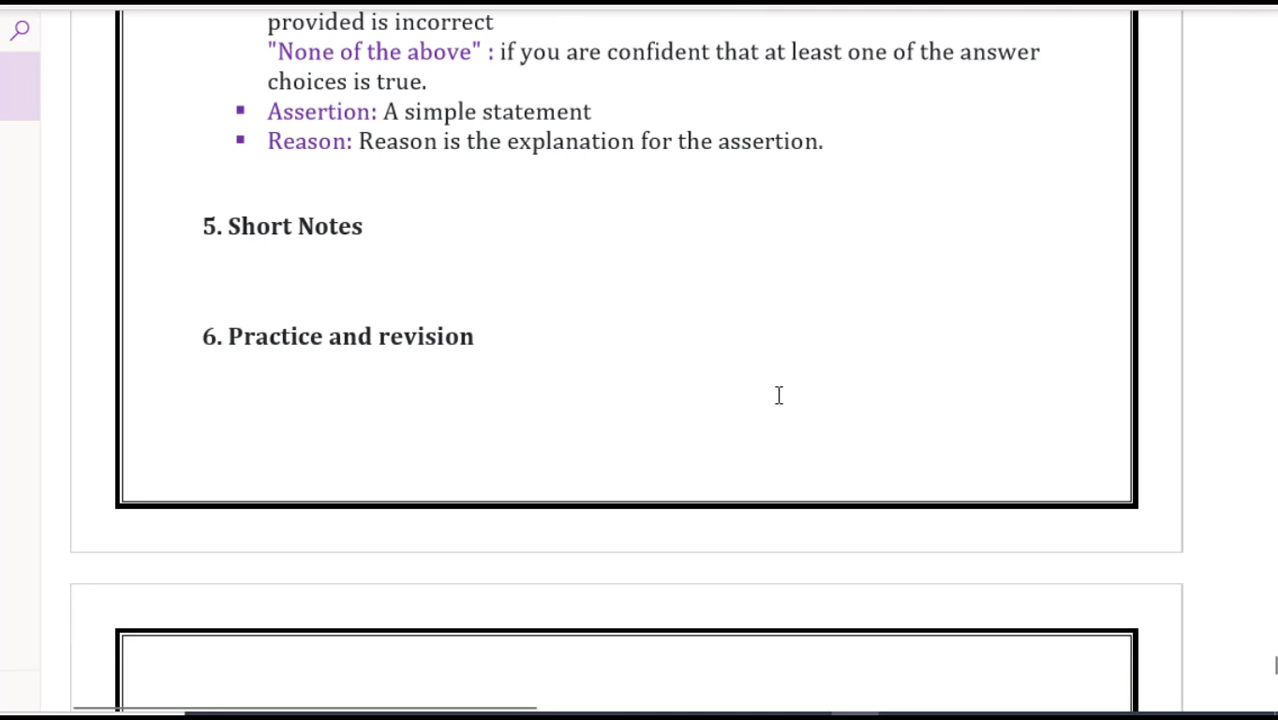 provided is incorrect
"None of the above" : if you are confident that at least one of the answer
choices is true.
▪ Assertion: A simple statement
▪ Reason: Reason is the explanation for the assertion.
5. Short Notes
6. Practice and revision